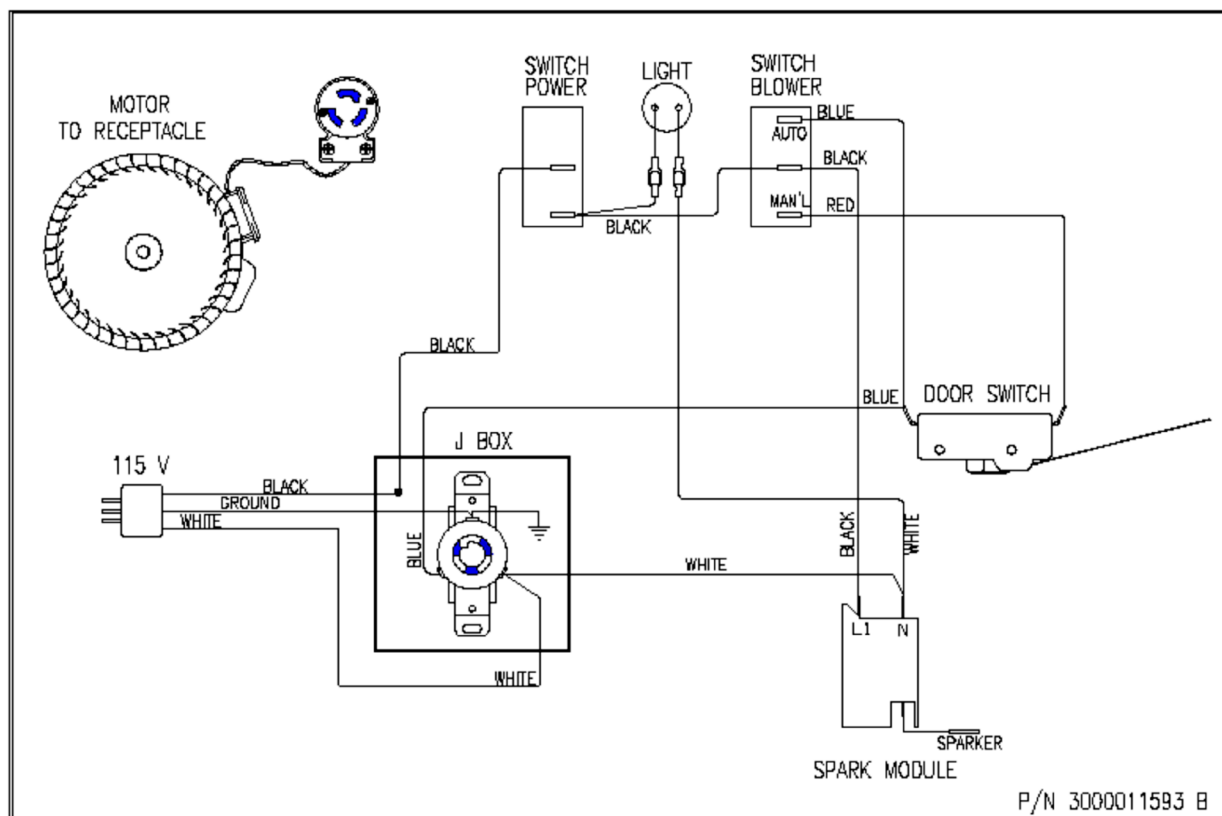 MOTOR
TO RECEPTACLE
SWITCH
POWER
LIGHT
SWITCH
BLOWER
AUTO
BLUE
BLACK
MAN'L
RED
BLACK
BLACK
BLUE
DOOR SWITCH
J BOX
115 V
BLACK
GROUND
WHITE
BLUE
WHITE
BLACK
WHITE
L1
N
WHITE
SPARKER
SPARK MODULE
P/N 3000011593 B